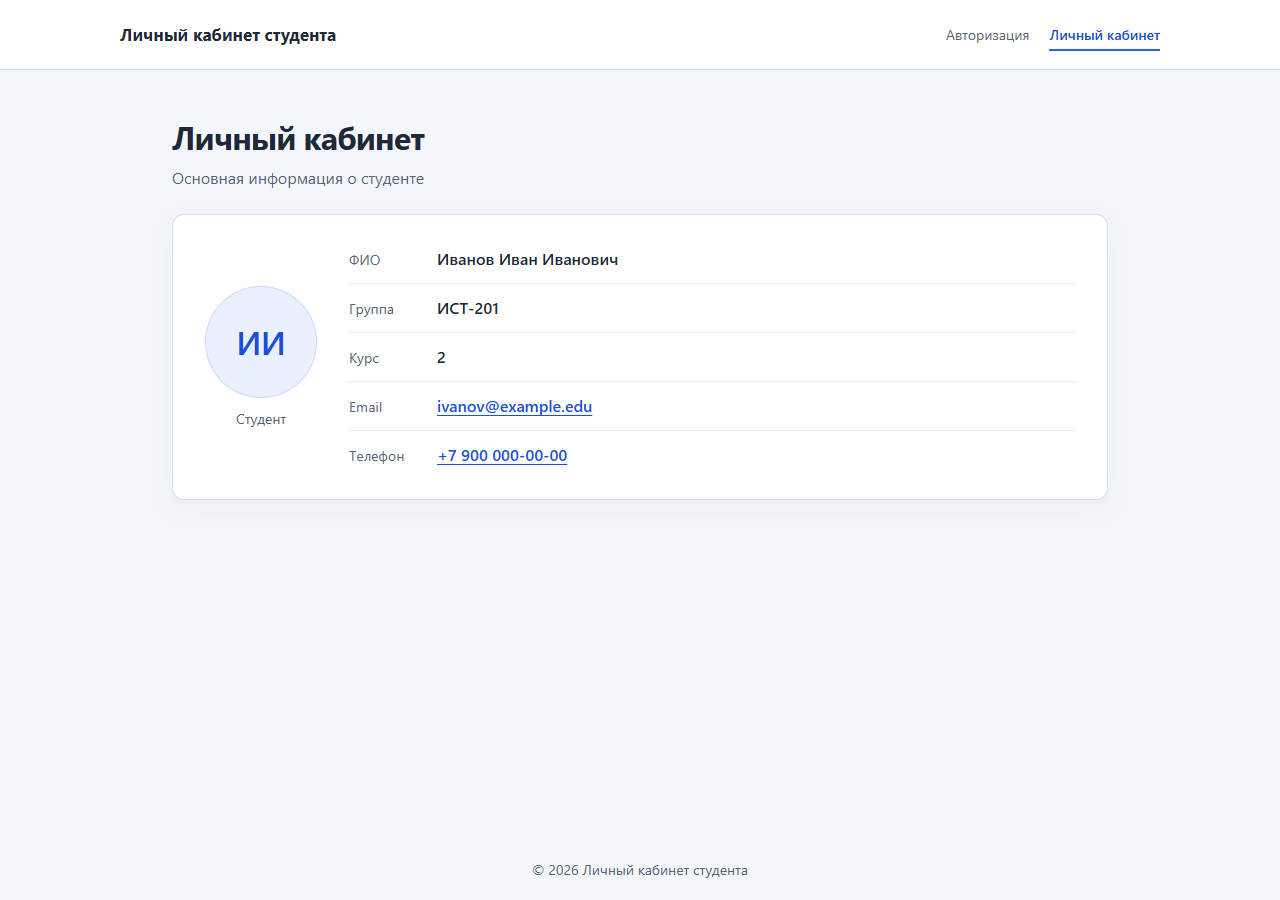 Личный кабинет студента
Авторизация Личный кабинет
Личный кабинет
Основная информация о студенте
ИИ
Студент
ФИО Иванов Иван Иванович
Группа ИСТ-201
Курс 2
Email ivanov@example.edu
Телефон +7 900 000-00-00
© 2026 Личный кабинет студента